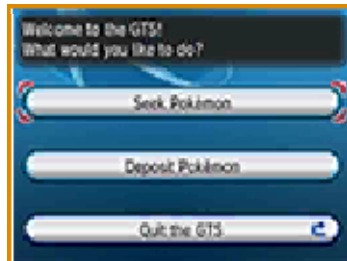 Welcome to the GTS!
What would you like to do?
Seek Pokémon
Deposit Pokémon
Quit the GTS